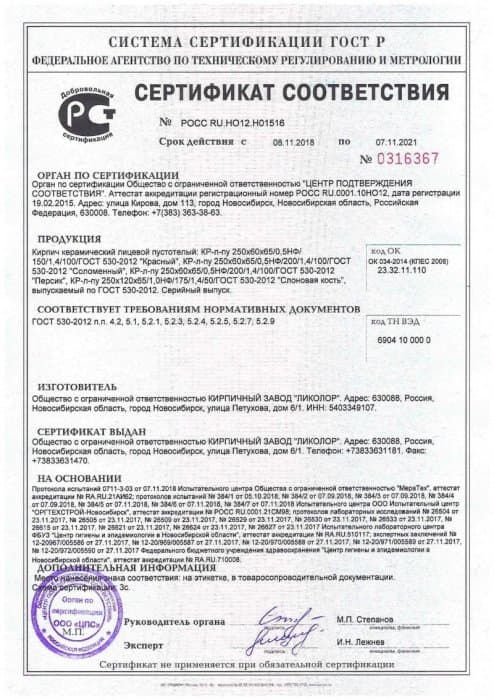 СИСТЕМА СЕРТИФИКАЦИИ ГОСТ Р
ФЕДЕРАЛЬНОЕ АГЕНТСТВО ПО ТЕХНИЧЕСКОМУ РЕГУЛИРОВАНИЮ И МЕТРОЛОГИИ
Добровольная
сертификация
СЕРТИФИКАТ СООТВЕТСТВИЯ
№ РОСС RU.НО12.Н01516
Срок действия с 08.11.2018 по 07.11.2021
№ 0316367
ОРГАН ПО СЕРТИФИКАЦИИ
Орган по сертификации Общество с ограниченной ответственностью "ЦЕНТР ПОДТВЕРЖДЕНИЯ
СООТВЕТСТВИЯ". Аттестат аккредитации регистрационный номер РОСС RU.0001.10НО12, дата регистрации
19.02.2015. Адрес: улица Кирова, дом 113, город Новосибирск, Новосибирская область, Российская
Федерация, 630008. Телефон: +7(383) 363-38-63.
ПРОДУКЦИЯ
Кирпич керамический лицевой пустотелый: КР-л-пу 250х60х65/0,5НФ/
150/1,4/100/ГОСТ 530-2012 "Красный", КР-л-пу 250х60х65/0,5НФ/200/1,4/100/ГОСТ
530-2012 "Соломенный", КР-л-пу 250х60х65/0,5НФ/200/1,4/100/ГОСТ 530-2012
"Персик", КР-л-пу 250х120х65/1,0НФ/175/1,4/50/ГОСТ "Слоновая кость",
выпускаемый по ГОСТ 530-2012. Серийный выпуск.
код ОК
ОК 034-2014 (КПЕС 2008)
23.32.11.110
СООТВЕТСТВУЕТ ТРЕБОВАНИЯМ НОРМАТИВНЫХ ДОКУМЕНТОВ
ГОСТ 530-2012 п.п. 4.2, 5.1, 5.2.1, 5.2.3, 5.2.4, 5.2.5, 5.2.7; 5.2.9
код ТН ВЭД
6904 10 000 0
ИЗГОТОВИТЕЛЬ
Общество с ограниченной ответственностью КИРПИЧНЫЙ ЗАВОД "ЛИКОЛОР". Адрес: 630088, Россия,
Новосибирская область, город Новосибирск, улица Петухова, дом 6/1. ИНН: 5403349107.
СЕРТИФИКАТ ВЫДАН
Общество с ограниченной ответственностью КИРПИЧНЫЙ ЗАВОД "ЛИКОЛОР". Адрес: 630088, Россия,
Новосибирская область, город Новосибирск, улица Петухова, дом 6/1. Телефон: +73833631181. Факс:
+73833631470.
НА ОСНОВАНИИ
Протокола испытаний 0711-3-03 от 07.11.2018 Испытательного центра Общества с ограниченной ответственностью "МераТех", аттестат
аккредитации № RA.RU.21АИ62; протоколов испытаний № 384/1 от 05.10.2018; № 384/2 от 07.09.2018, № 384/3 от 07.09.2018, № 384/4
от 07.09.2018, № 384/5 от 07.11.2018, № 384/6 от 07.11.2018 Испытательного центра ООО Испытательный центр
"ОРГТЕХСТРОЙ-Новосибирск", аттестат аккредитации № РОСС RU.0001.21СМ98; протоколов лабораторных исследований № 26504 от
23.11.2017, № 26505 от 23.11.2017, № 26509 от 23.11.2017, № 26529 от 23.11.2017, № 26530 от 23.11.2017, № 26533 от 23.11.2017, №
26615 от 23.11.2017, № 26620 от 27.11.2017, № 26624 от 27.11.2017, № 26627 от 27.11.2017 Испытательного лабораторного центра
ФБУЗ "Центр гигиены и эпидемиологии в Новосибирской области", аттестат аккредитации № RA.RU.510117; экспертных заключений №
от 27.11.2017, № 12-20/969/005587 от 27.11.2017, № 12-20/970/005588 от 27.11.2017, № 12-20/971/005589 от 27.11.2017,
№ 12-20/972/005590 от 27.11.2017 Федерального бюджетного учреждения здравоохранения "Центр гигиены и эпидемиологии в
Новосибирской области", аттестат аккредитации № RA.RU.710008.
ДОПОЛНИТЕЛЬНАЯ ИНФОРМАЦИЯ
Место нанесения знака соответствия: на этикетке, в товаросопроводительной документации.
Схема сертификации: 3с.
Орган по
сертификации
ООО «ЦПС»
М.П.
Руководитель органа
подпись
М.П. Степанов
инициалы, фамилия
Эксперт
подпись
И.Н. Лежнев
инициалы, фамилия
Сертификат не применяется при обязательной сертификации